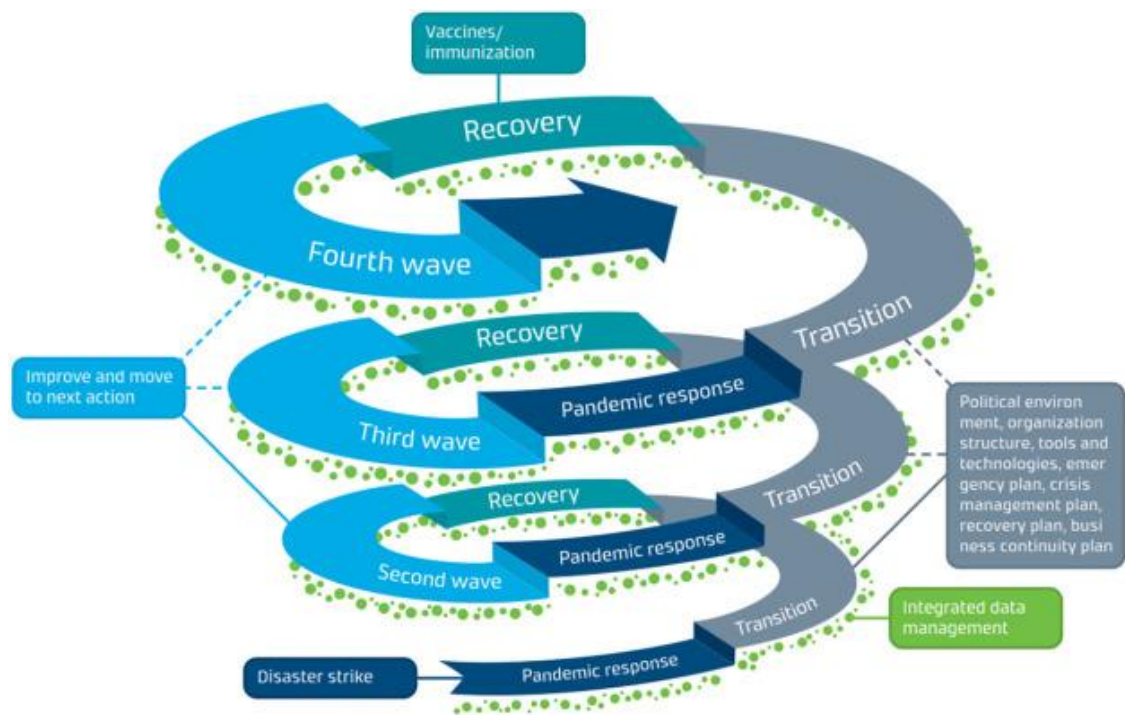 Vaccines/
immunization
Recovery
Fourth wave
Transition
Recovery
Improve and move
to next action
Pandemic response
Third wave
Political environ
ment, organization
structure, tools and
technologies, emer
gency plan, crisis
management plan,
recovery plan, busi
ness continuity plan
Transition
Recovery
Pandemic response
Second wave
Transition
Integrated data
management
Disaster strike
Pandemic response